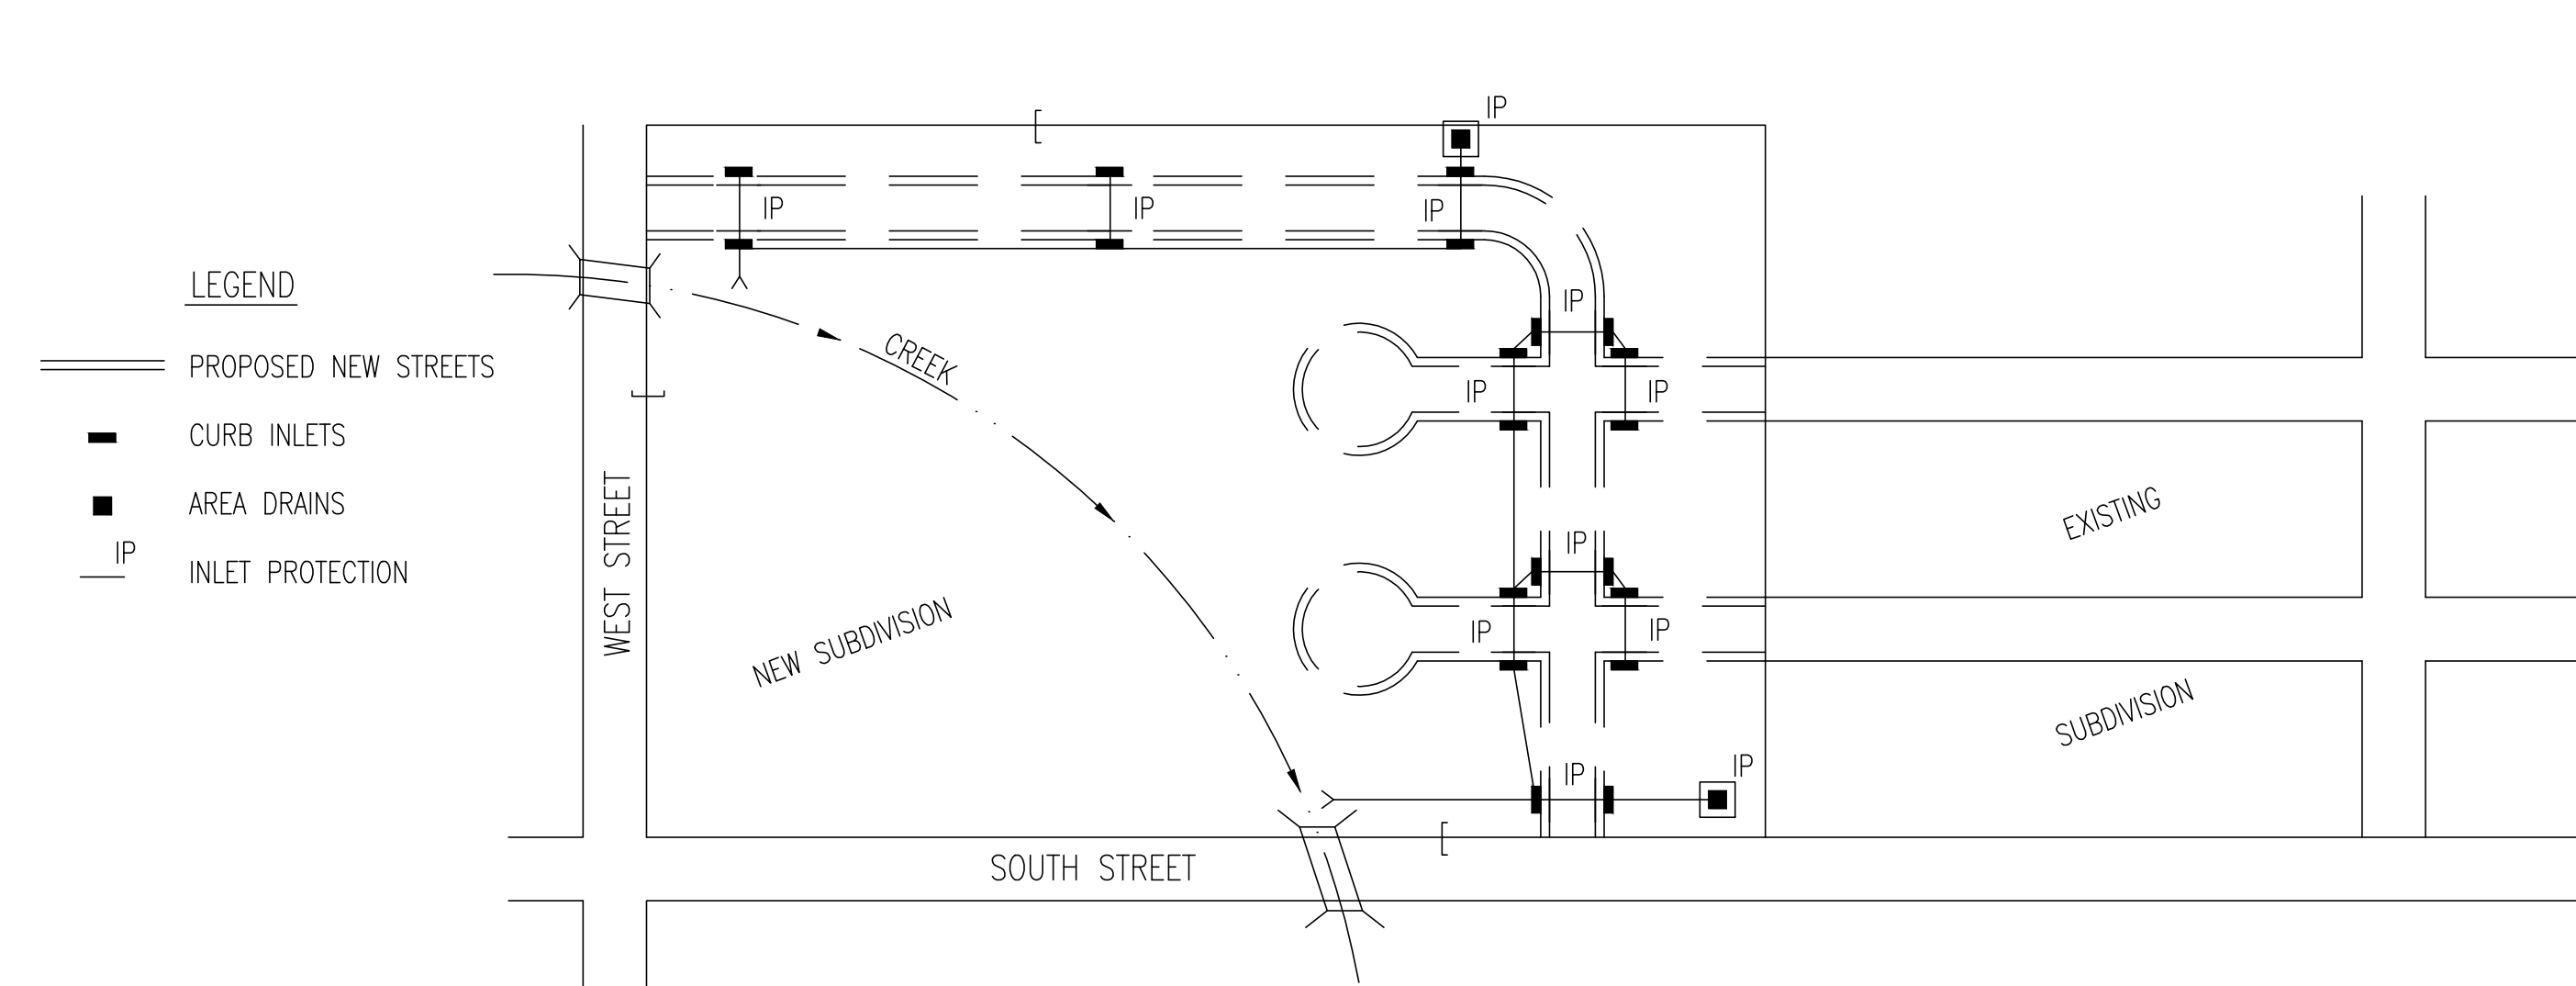 IP
IP
IP
IP
LEGEND
IP
CREEK
PROPOSED NEW STREETS
IP
IP
CURB INLETS
AREA DRAINS
EXISTING
IP
IP
INLET PROTECTION
WEST STREET
NEW SUBDIVISION
IP
IP
SUBDIVISION
IP
IP
SOUTH STREET